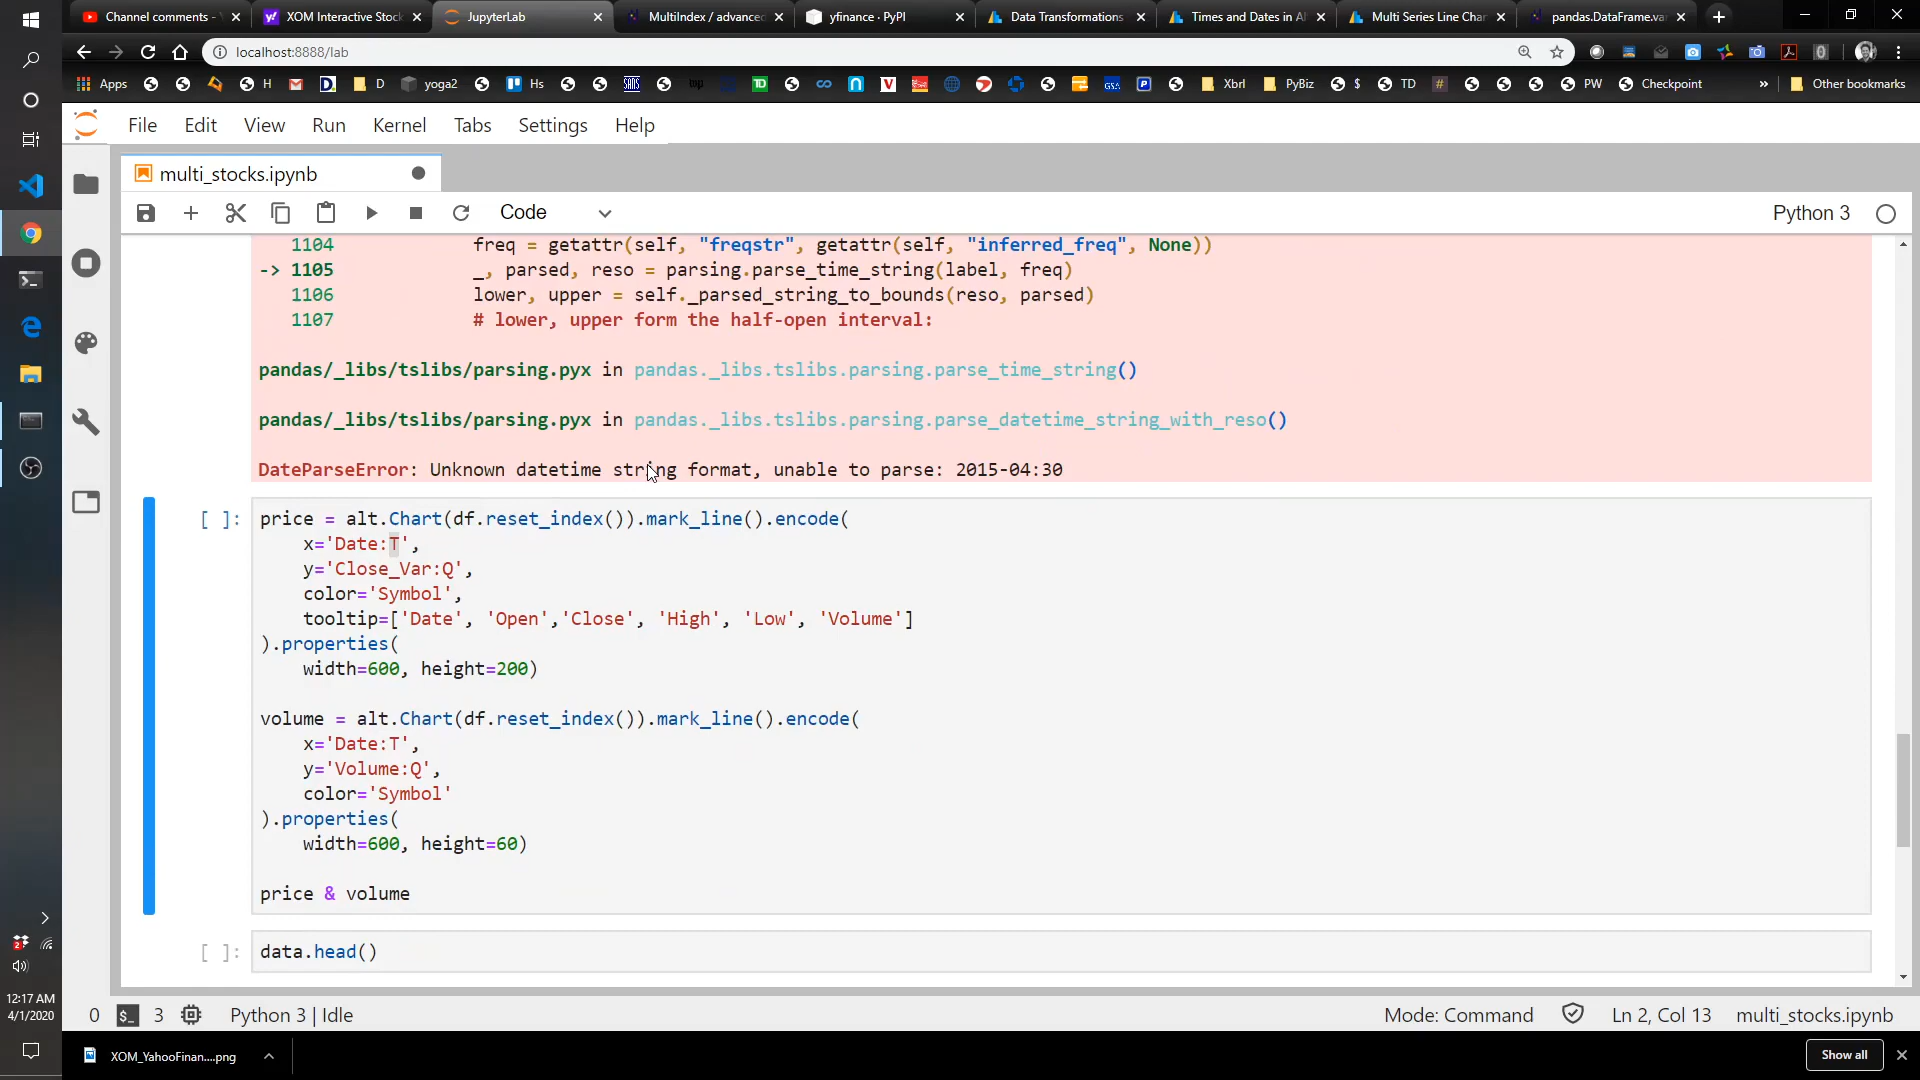 Channel comments -
XOM Interactive Stock
JupyterLab
MultiIndex / advanced
yfinance · PyPI
Data Transformations
Times and Dates in Al
Multi Series Line Char
pandas.DataFrame.var
localhost:8888/lab
Apps
H
D
yoga2
Hs
TD
GSA
Xbrl
PyBiz
$
TD
#
PW
Checkpoint
»
Other bookmarks
File Edit View Run Kernel Tabs Settings Help
multi_stocks.ipynb
Code
Python 3
1104 freq = getattr(self, "freqstr", getattr(self, "inferred_freq", None))
-> 1105 _, parsed, reso = parsing.parse_time_string(label, freq)
1106 lower, upper = self._parsed_string_to_bounds(reso, parsed)
1107 # lower, upper form the half-open interval:
pandas/_libs/tslibs/parsing.pyx in pandas._libs.tslibs.parsing.parse_time_string()
pandas/_libs/tslibs/parsing.pyx in pandas._libs.tslibs.parsing.parse_datetime_string_with_reso()
DateParseError: Unknown datetime string format, unable to parse: 2015-04:30
[ ]: price = alt.Chart(df.reset_index()).mark_line().encode(
x='Date:T',
y='Close_Var:Q',
color='Symbol',
tooltip=['Date', 'Open','Close', 'High', 'Low', 'Volume']
).properties(
width=600, height=200)
volume = alt.Chart(df.reset_index()).mark_line().encode(
x='Date:T',
y='Volume:Q',
color='Symbol'
).properties(
width=600, height=60)
price & volume
[ ]: data.head()
0 $_ 3 Python 3 | Idle
Mode: Command
Ln 2, Col 13
multi_stocks.ipynb
12:17 AM
4/1/2020
XOM_YahooFinan....png
Show all